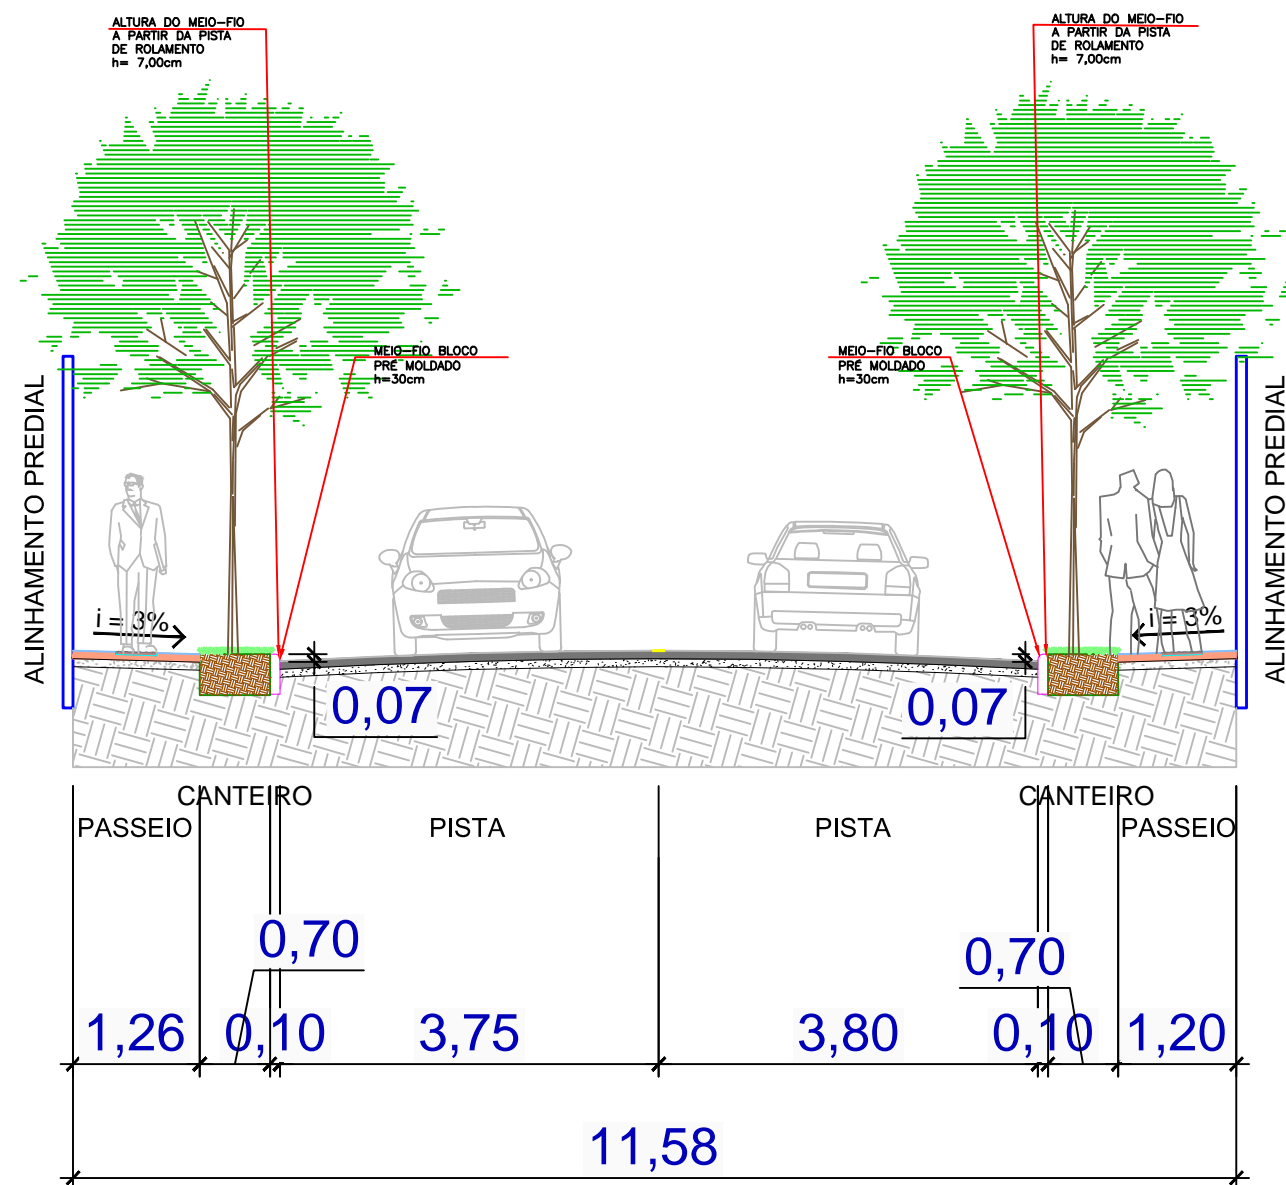 ALTURA DO MEIO-FIO
A PARTIR DA PISTA
DE ROLAMENTO
h= 7,00cm
ALTURA DO MEIO-FIO
A PARTIR DA PISTA
DE ROLAMENTO
h= 7,00cm
MEIO-FIO BLOCO
PRÉ MOLDADO
h=30cm
MEIO-FIO BLOCO
PRÉ MOLDADO
h=30cm
ALINHAMENTO PREDIAL
ALINHAMENTO PREDIAL
i = 3%
i = 3%
0,07
0,07
CANTEIRO
CANTEIRO
PASSEIO
PISTA
PISTA
PASSEIO
0,70
0,70
1,26
0,10
3,75
3,80
0,10
1,20
11,58